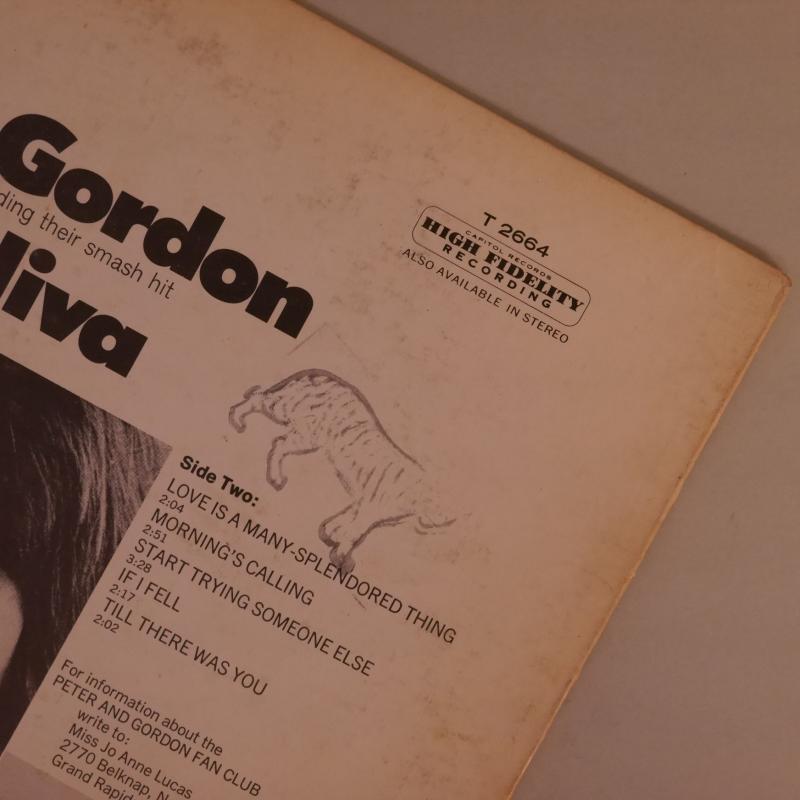 Gordon
ding their smash hit
liva
T 2664
CAPITOL RECORDS
HIGH FIDELITY
RECORDING
ALSO AVAILABLE IN STEREO
Side Two:
LOVE IS A MANY-SPLENDORED THING
2:04
MORNING'S CALLING
2:51
START TRYING SOMEONE ELSE
3:28
IF I FELL
2:17
TILL THERE WAS YOU
2:02
For information about the
PETER AND GORDON FAN CLUB
write to:
Miss Jo Anne Lucas
2770 Belknap, N
Grand Rapid